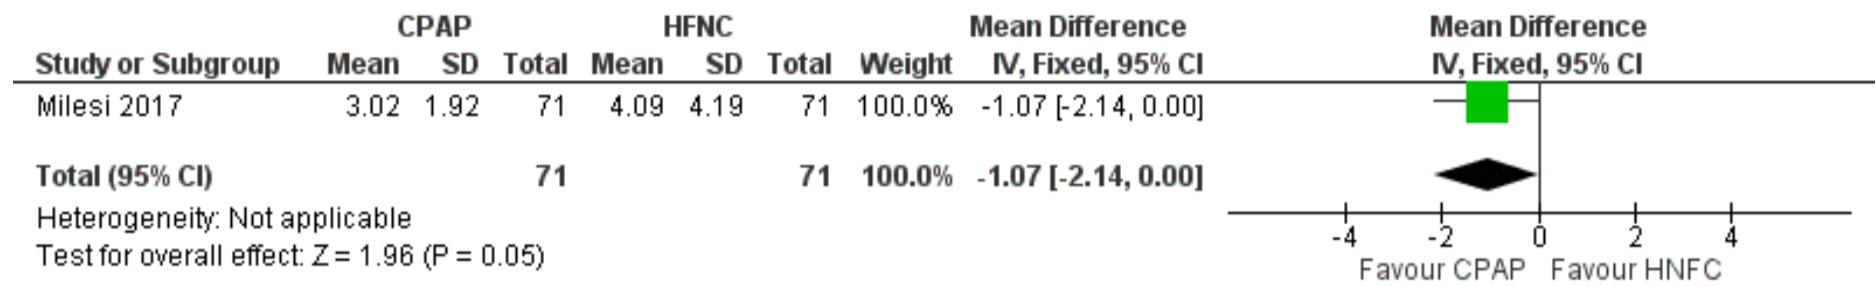 CPAP HFNC Mean Difference Mean Difference
Study or Subgroup Mean SD Total Mean SD Total Weight IV, Fixed, 95% CI IV, Fixed, 95% CI
Milesi 2017 3.02 1.92 71 4.09 4.19 71 100.0% -1.07 [-2.14, 0.00]
Total (95% CI) 71 71 100.0% -1.07 [-2.14, 0.00]
Heterogeneity: Not applicable
Test for overall effect: Z = 1.96 (P = 0.05)
-4 -2 0 2 4
Favour CPAP Favour HNFC